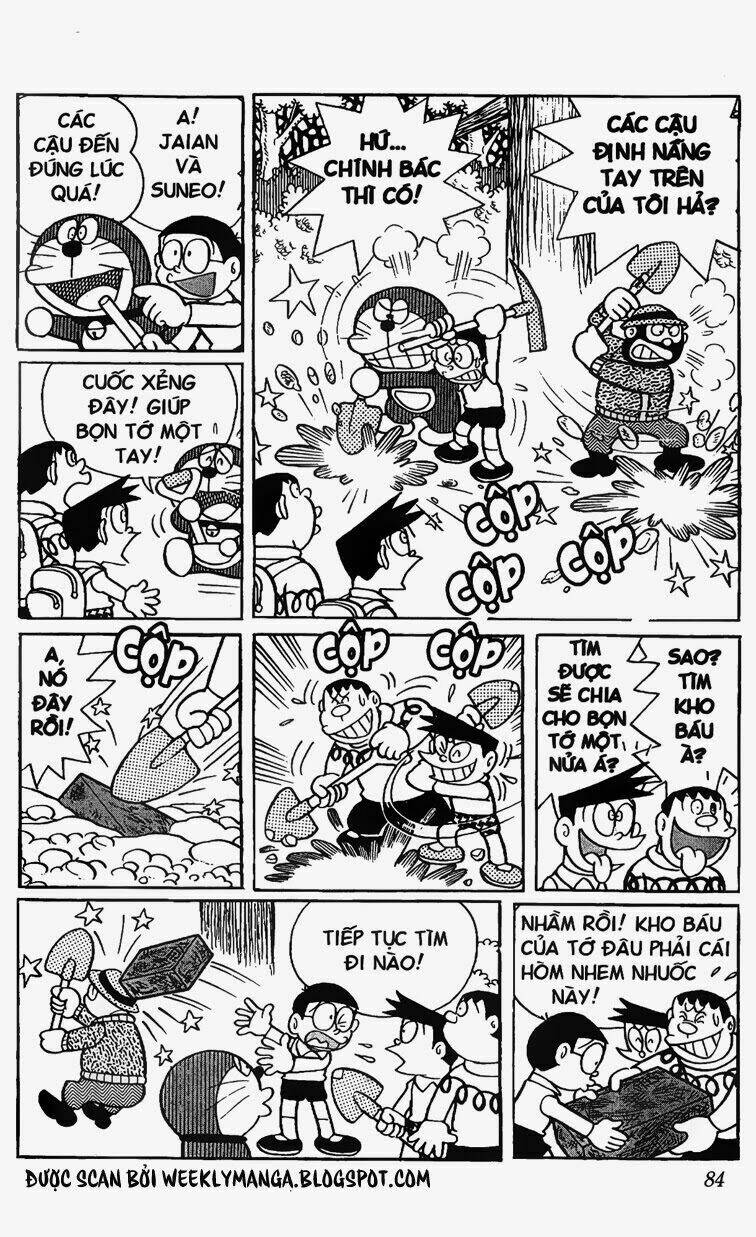 CÁC CẬU
ĐỊNH NẪNG
TAY TRÊN
CỦA TÔI HẢ?
HỨ...
CHÍNH BÁC
THÌ CÓ!
CỘP
CỘP
CỘP
A!
JAIAN
VÀ
SUNEO!
CÁC
CẬU ĐẾN
ĐÚNG LÚC
QUÁ!
CUỐC XẺNG
ĐÂY! GIÚP
BỌN TỚ MỘT
TAY!
SAO?
TÌM
KHO
BÁU
À?
TÌM
ĐƯỢC
SẼ CHIA
CHO BỌN
TỚ MỘT
NỬA Á?
CỘP
CỘP
CỘP
A,
NÓ
ĐÂY
RỒI!
NHẦM RỒI! KHO BÁU
CỦA TỚ ĐÂU PHẢI CÁI
HÒM NHEM NHUỐC
NÀY!
TIẾP TỤC TÌM
ĐI NÀO!
ĐƯỢC SCAN BỞI WEEKLYMANGA.BLOGSPOT.COM
84